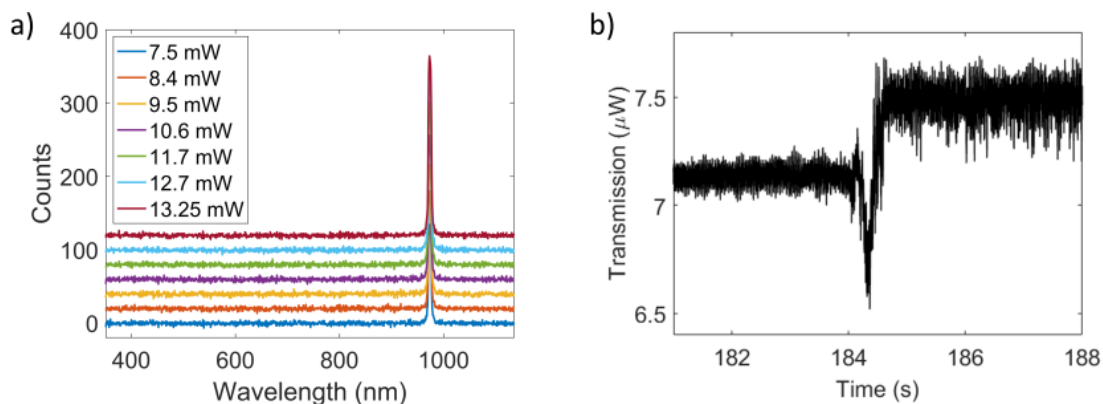 a)
400
300
200
100
0
Counts
7.5 mW
8.4 mW
9.5 mW
10.6 mW
11.7 mW
12.7 mW
13.25 mW
400
600
800
1000
Wavelength (nm)
b)
7.5
7
6.5
Transmission (μW)
182
184
186
188
Time (s)